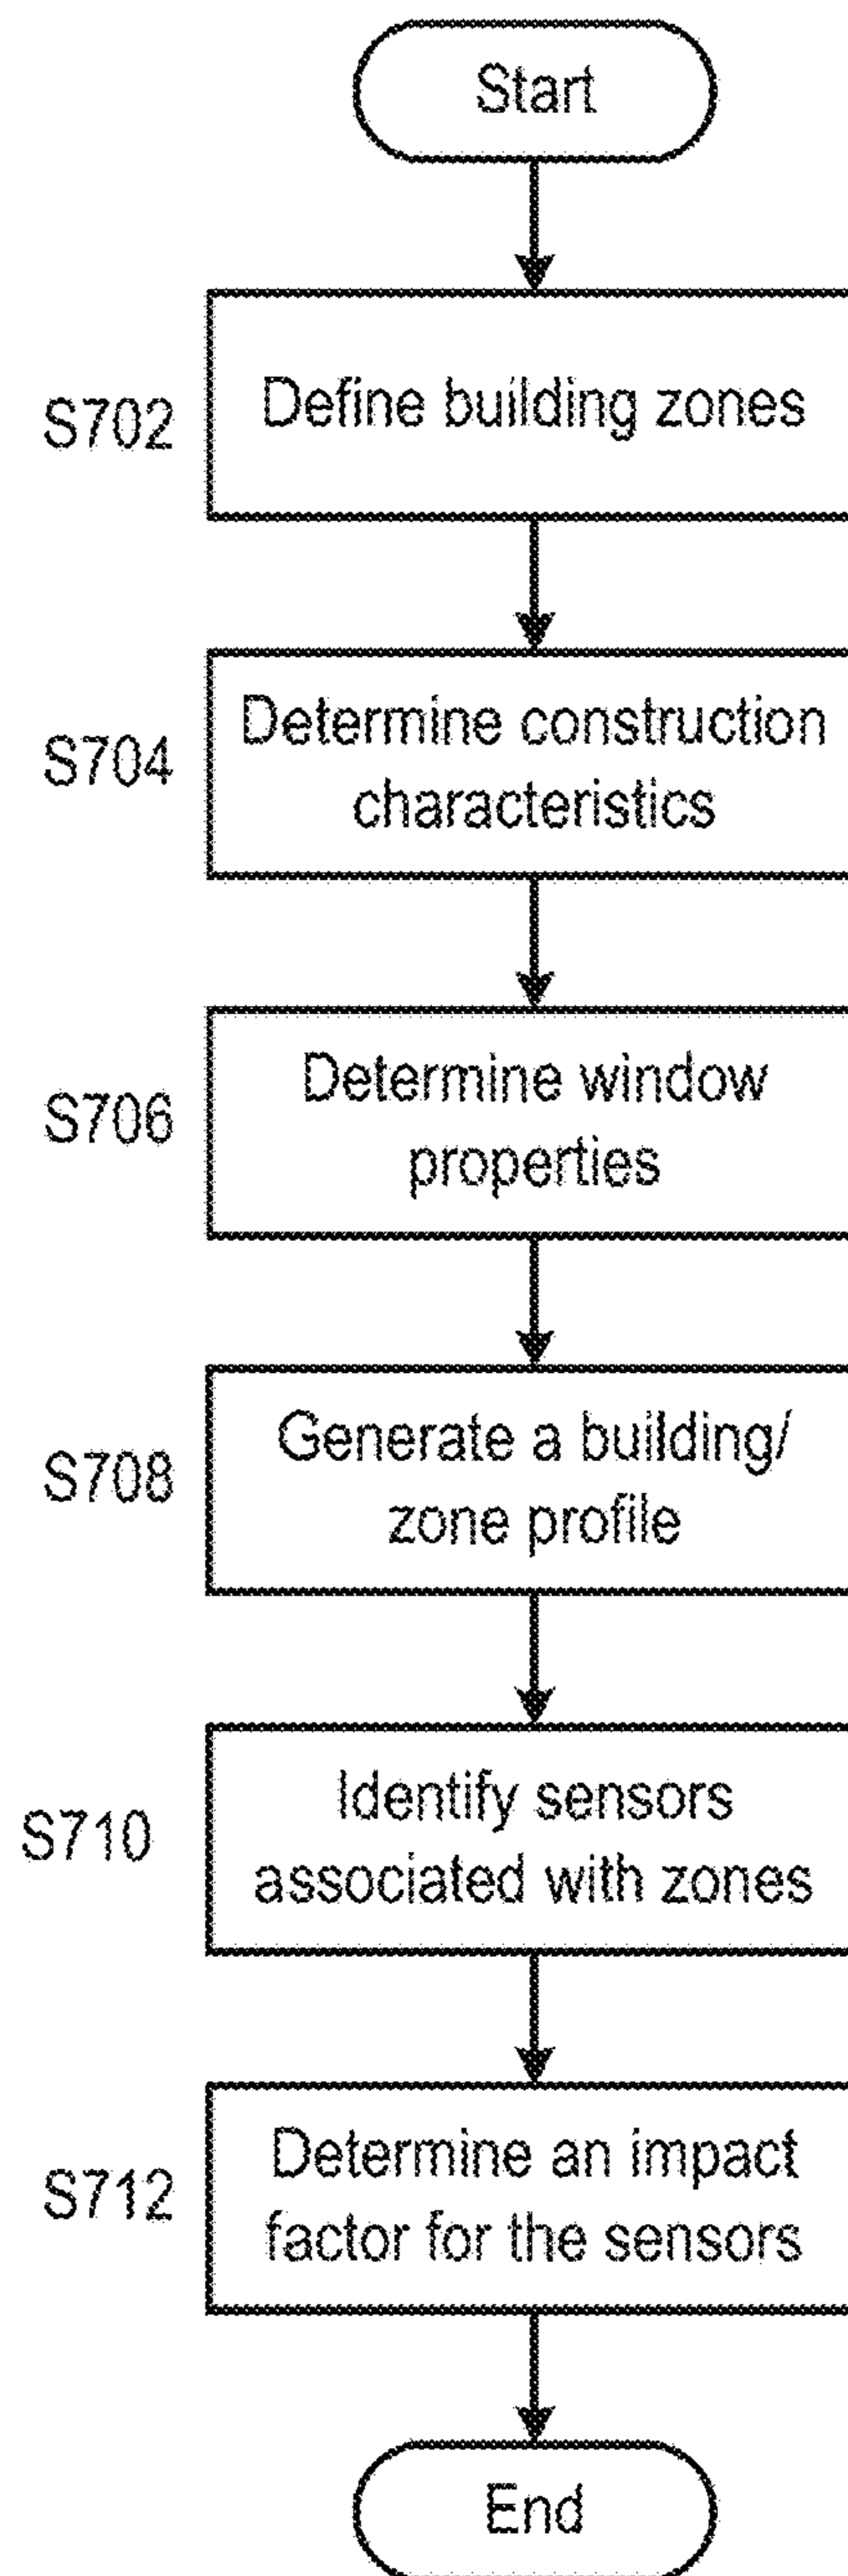 Start
S702
Define building zones
S704
Determine construction
characteristics
S706
Determine window
properties
S708
Generate a building/
zone profile
S710
Identify sensors
associated with zones
S712
Determine an impact
factor for the sensors
End